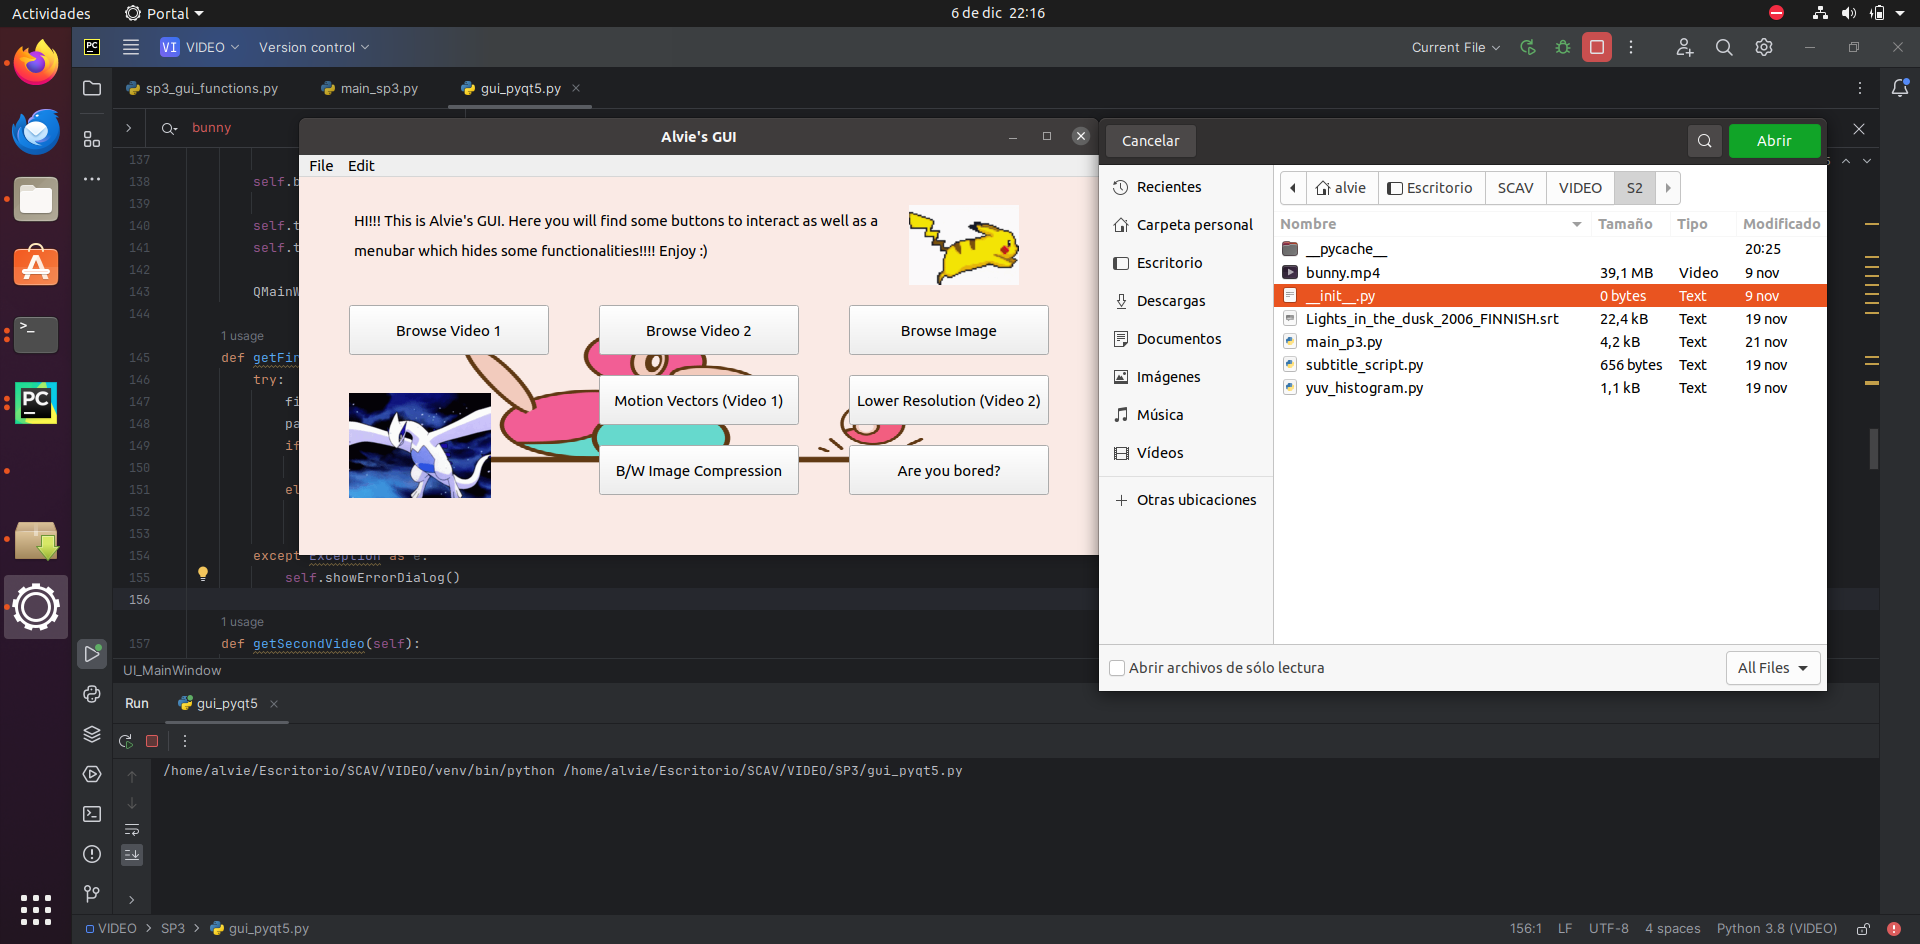 Actividades
Portal
6 de dic 22:16
PC
VI VIDEO
Version control
Current File
sp3_gui_functions.py
main_sp3.py
gui_pyqt5.py
bunny
137
138
139
140
141
142
143
144
145
146
147
148
149
150
151
152
153
154
155
156
157
self.b
self.t
self.t
QMainW
1 usage
def getFin
try:
fi
pa
if
el
except Exception as e:
self.showErrorDialog()
1 usage
def getSecondVideo(self):
UI_MainWindow
Alvie's GUI
File Edit
HI!!! This is Alvie's GUI. Here you will find some buttons to interact as well as a
menubar which hides some functionalities!!!! Enjoy :)
Browse Video 1
Browse Video 2
Browse Image
Motion Vectors (Video 1)
Lower Resolution (Video 2)
B/W Image Compression
Are you bored?
Cancelar
Abrir
Recientes
Carpeta personal
Escritorio
Descargas
Documentos
Imágenes
Música
Vídeos
Otras ubicaciones
alvie Escritorio SCAV VIDEO S2
Nombre Tamaño Tipo Modificado
__pycache__ 20:25
bunny.mp4 39,1 MB Video 9 nov
__init__.py 0 bytes Text 9 nov
Lights_in_the_dusk_2006_FINNISH.srt 22,4 kB Text 19 nov
main_p3.py 4,2 kB Text 21 nov
subtitle_script.py 656 bytes Text 19 nov
yuv_histogram.py 1,1 kB Text 19 nov
Abrir archivos de sólo lectura
All Files
Run
gui_pyqt5
/home/alvie/Escritorio/SCAV/VIDEO/venv/bin/python /home/alvie/Escritorio/SCAV/VIDEO/SP3/gui_pyqt5.py
VIDEO > SP3 > gui_pyqt5.py
156:1 LF UTF-8 4 spaces Python 3.8 (VIDEO)
PC